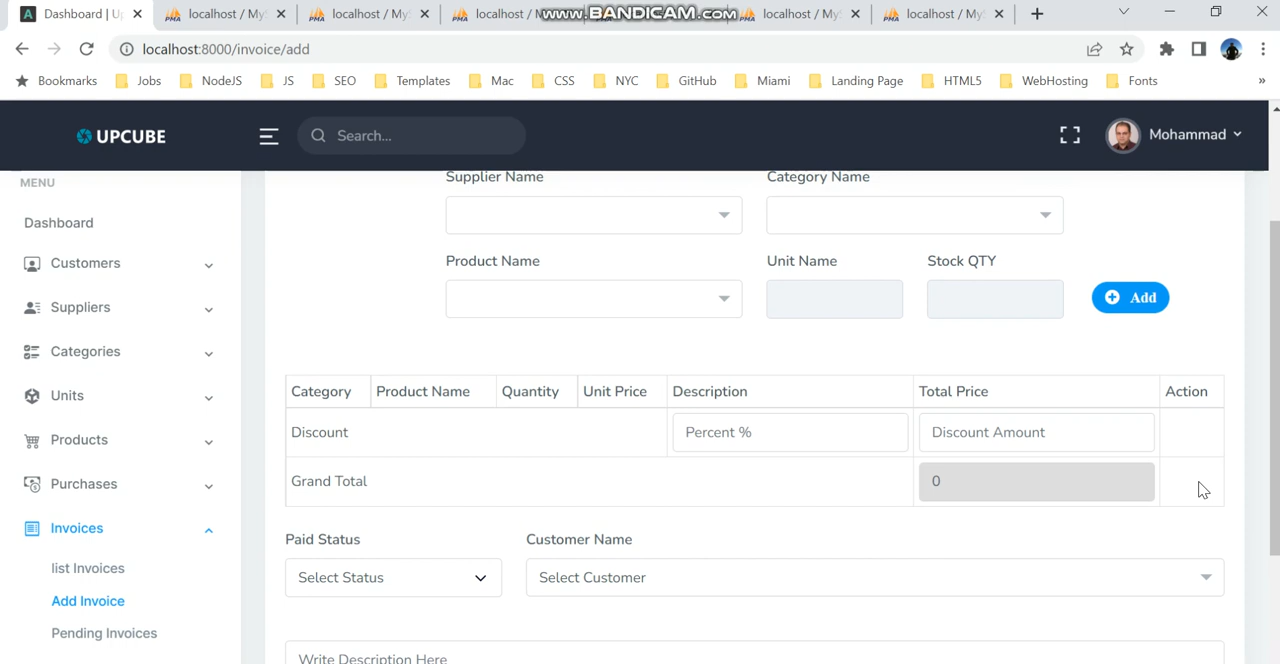 Dashboard | U
localhost / My
localhost / My
localhost /
www.BANDICAM.com
localhost / My
localhost / My
localhost:8000/invoice/add
Bookmarks Jobs NodeJS JS SEO Templates Mac CSS NYC GitHub Miami Landing Page HTML5 WebHosting Fonts »
UPCUBE
Search...
Mohammad
MENU
Dashboard
Customers
Suppliers
Categories
Units
Products
Purchases
Invoices
list Invoices
Add Invoice
Pending Invoices
Supplier Name Category Name
Product Name Unit Name Stock QTY
Add
Category Product Name Quantity Unit Price Description Total Price Action
Discount Percent % Discount Amount
Grand Total 0
Paid Status Customer Name
Select Status Select Customer
Write Description Here